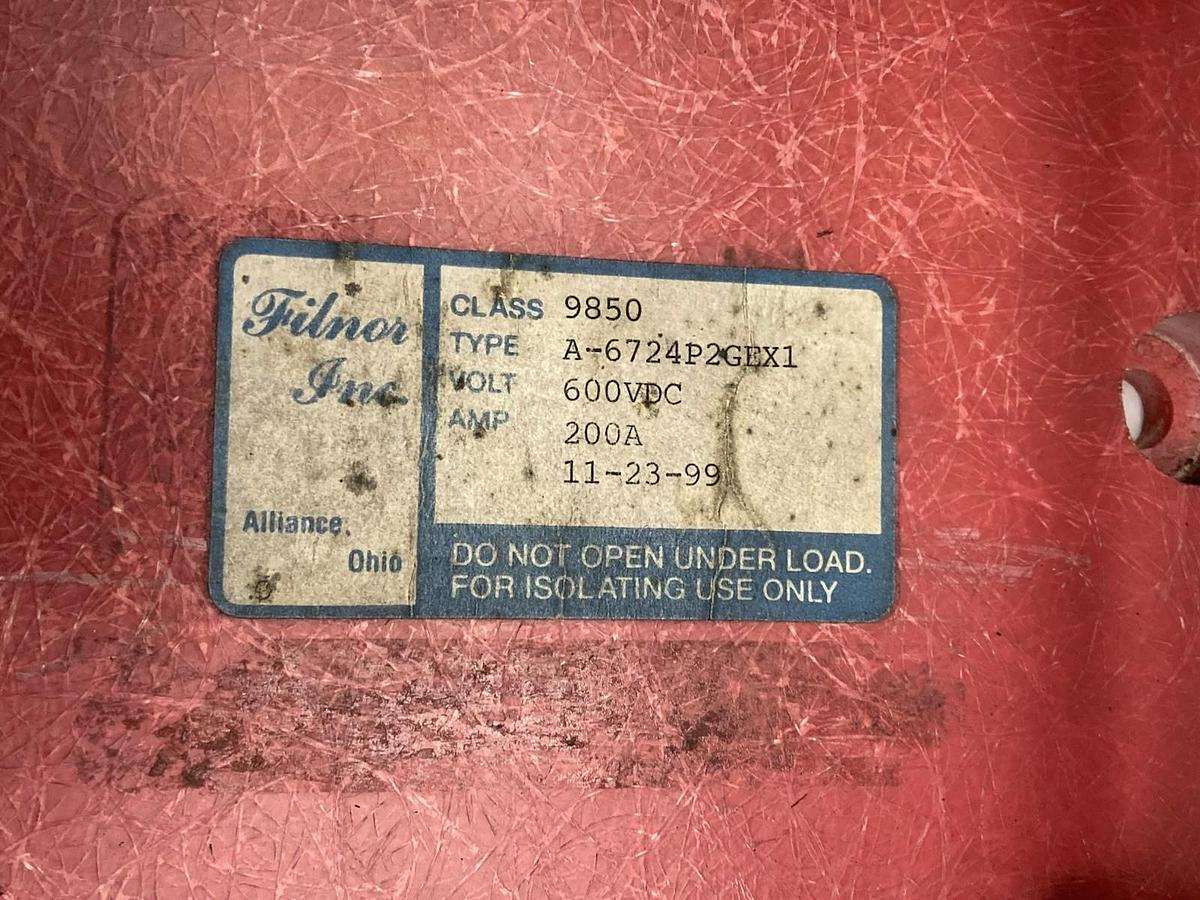 Filnor
Inc.
Alliance,
Ohio
CLASS 9850
TYPE A-6724P2GEX1
VOLT 600VDC
AMP 200A
11-23-99
DO NOT OPEN UNDER LOAD.
FOR ISOLATING USE ONLY